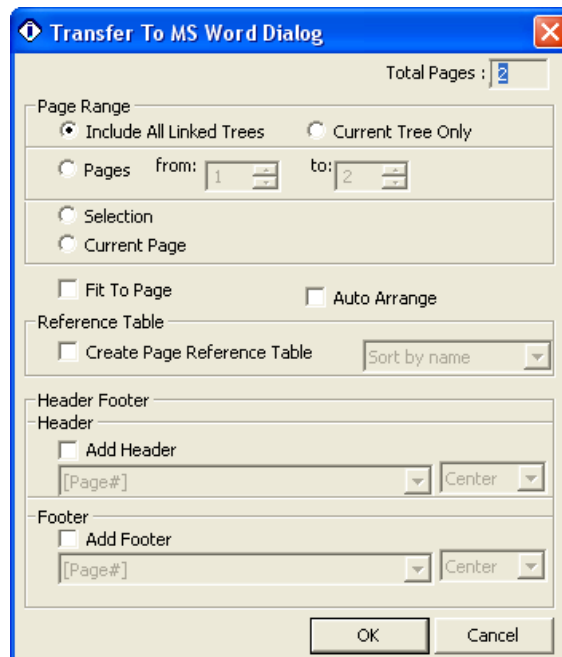 Transfer To MS Word Dialog
Total Pages : 2
Page Range
Include All Linked Trees Current Tree Only
Pages from: 1 to: 2
Selection
Current Page
Fit To Page Auto Arrange
Reference Table
Create Page Reference Table Sort by name
Header Footer
Header
Add Header
[Page#] Center
Footer
Add Footer
[Page#] Center
OK Cancel